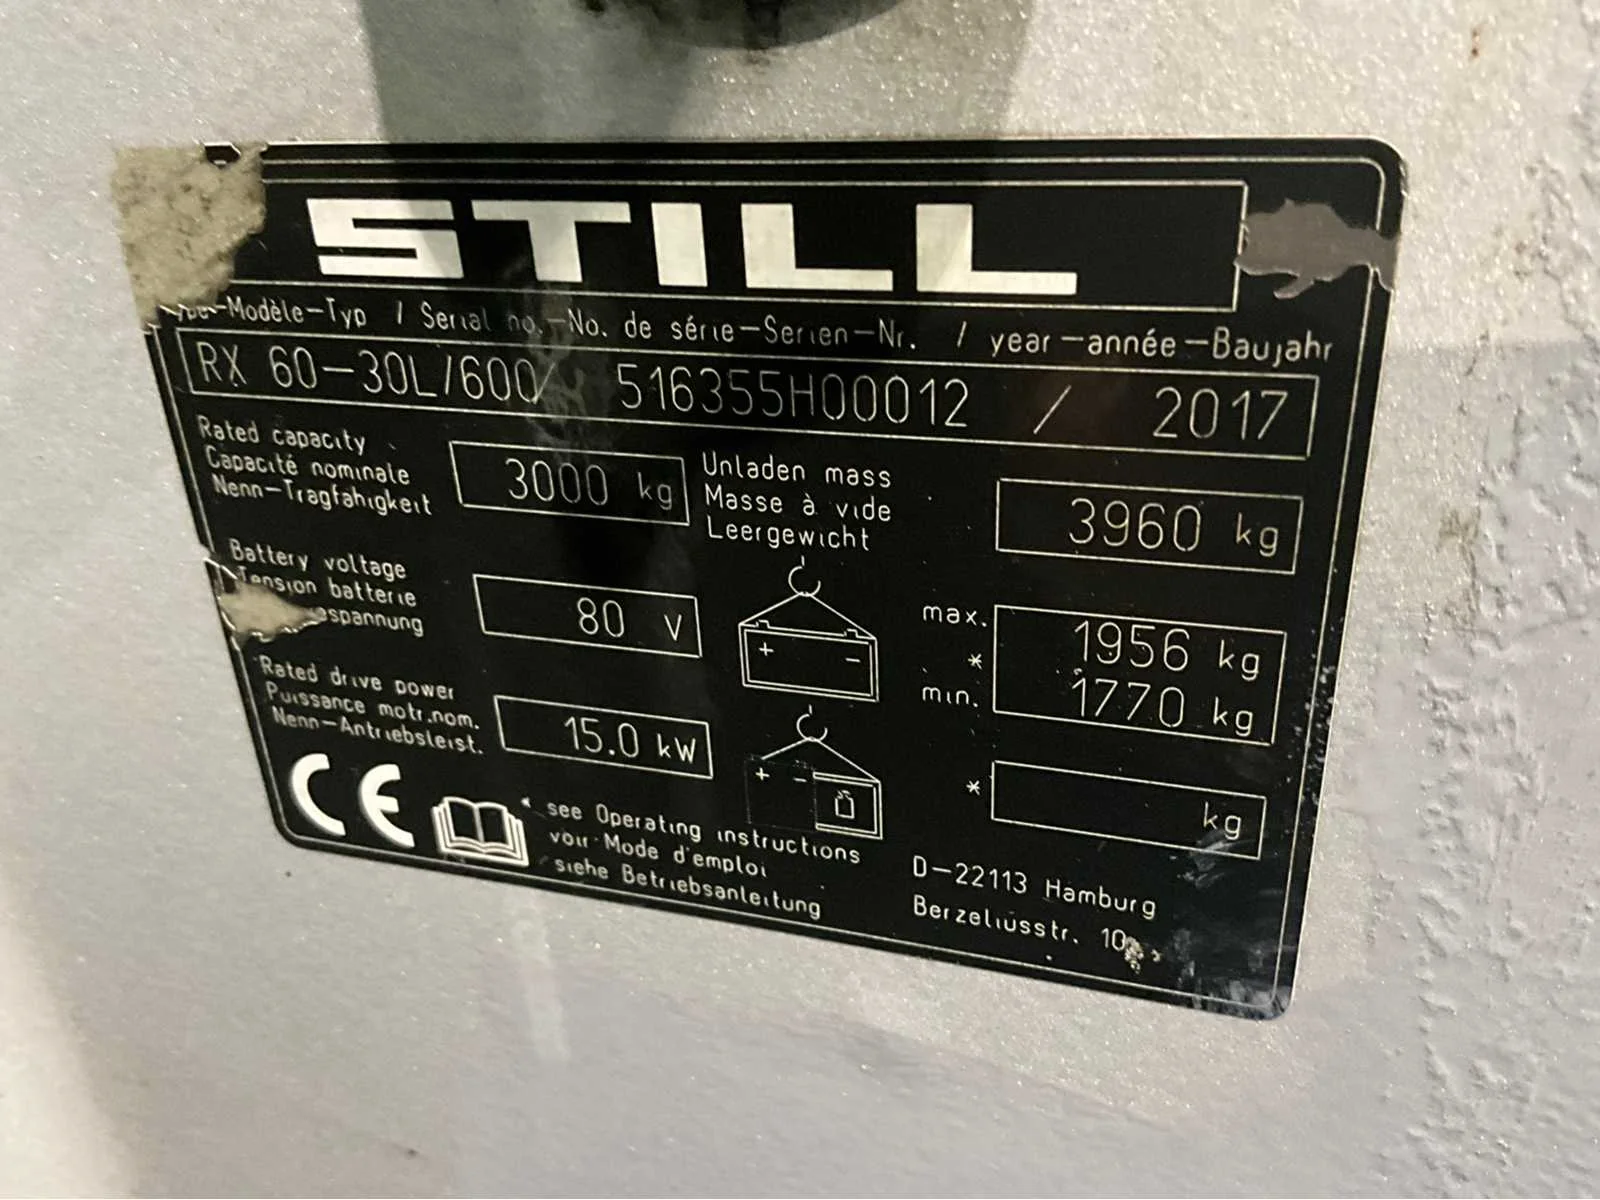 STILL
Modèle-Typ / Serial no.-No. de série-Serien-Nr. / year-année-Baujahr
RX 60-30L/600/ 516355H00012 / 2017
Rated capacity
Capacité nominale
Nenn-Tragfähigkeit
3000 kg
Unladen mass
Masse à vide
Leergewicht
3960 kg
Battery voltage
Tension batterie
spannung
80 V
+ -
max. 1956 kg
*
min. 1770 kg
Rated drive power
Puissance motr.nom.
Nenn-Antriebsleist.
15.0 kW
+ -
* kg
CE
* see Operating instructions
voir Mode d'emploi
siehe Betriebsanleitung
D-22113 Hamburg
Berzeliusstr. 10